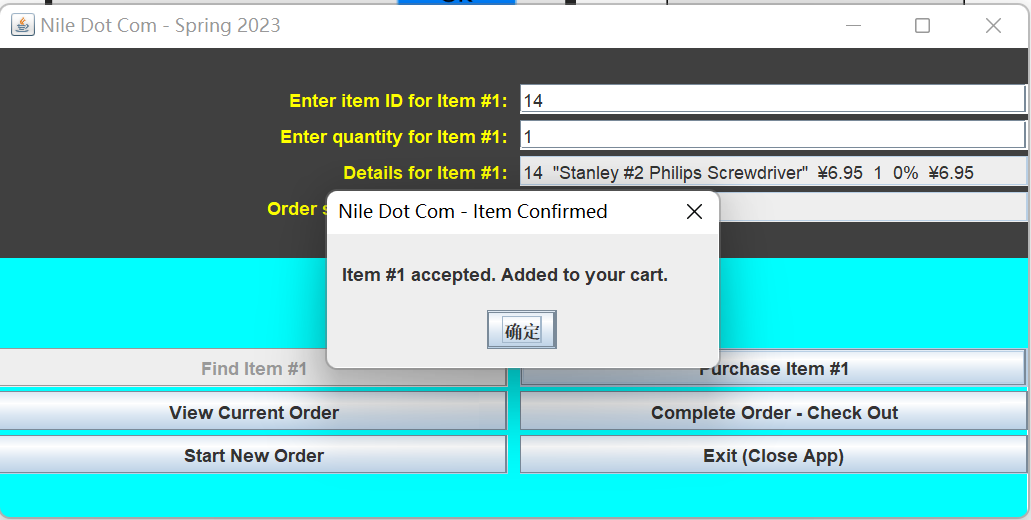 Nile Dot Com - Spring 2023
Enter item ID for Item #1:
14
Enter quantity for Item #1:
1
Details for Item #1:
14 "Stanley #2 Philips Screwdriver" ¥6.95 1 0% ¥6.95
Order
Nile Dot Com - Item Confirmed
Item #1 accepted. Added to your cart.
确定
Find Item #1
Purchase Item #1
View Current Order
Complete Order - Check Out
Start New Order
Exit (Close App)